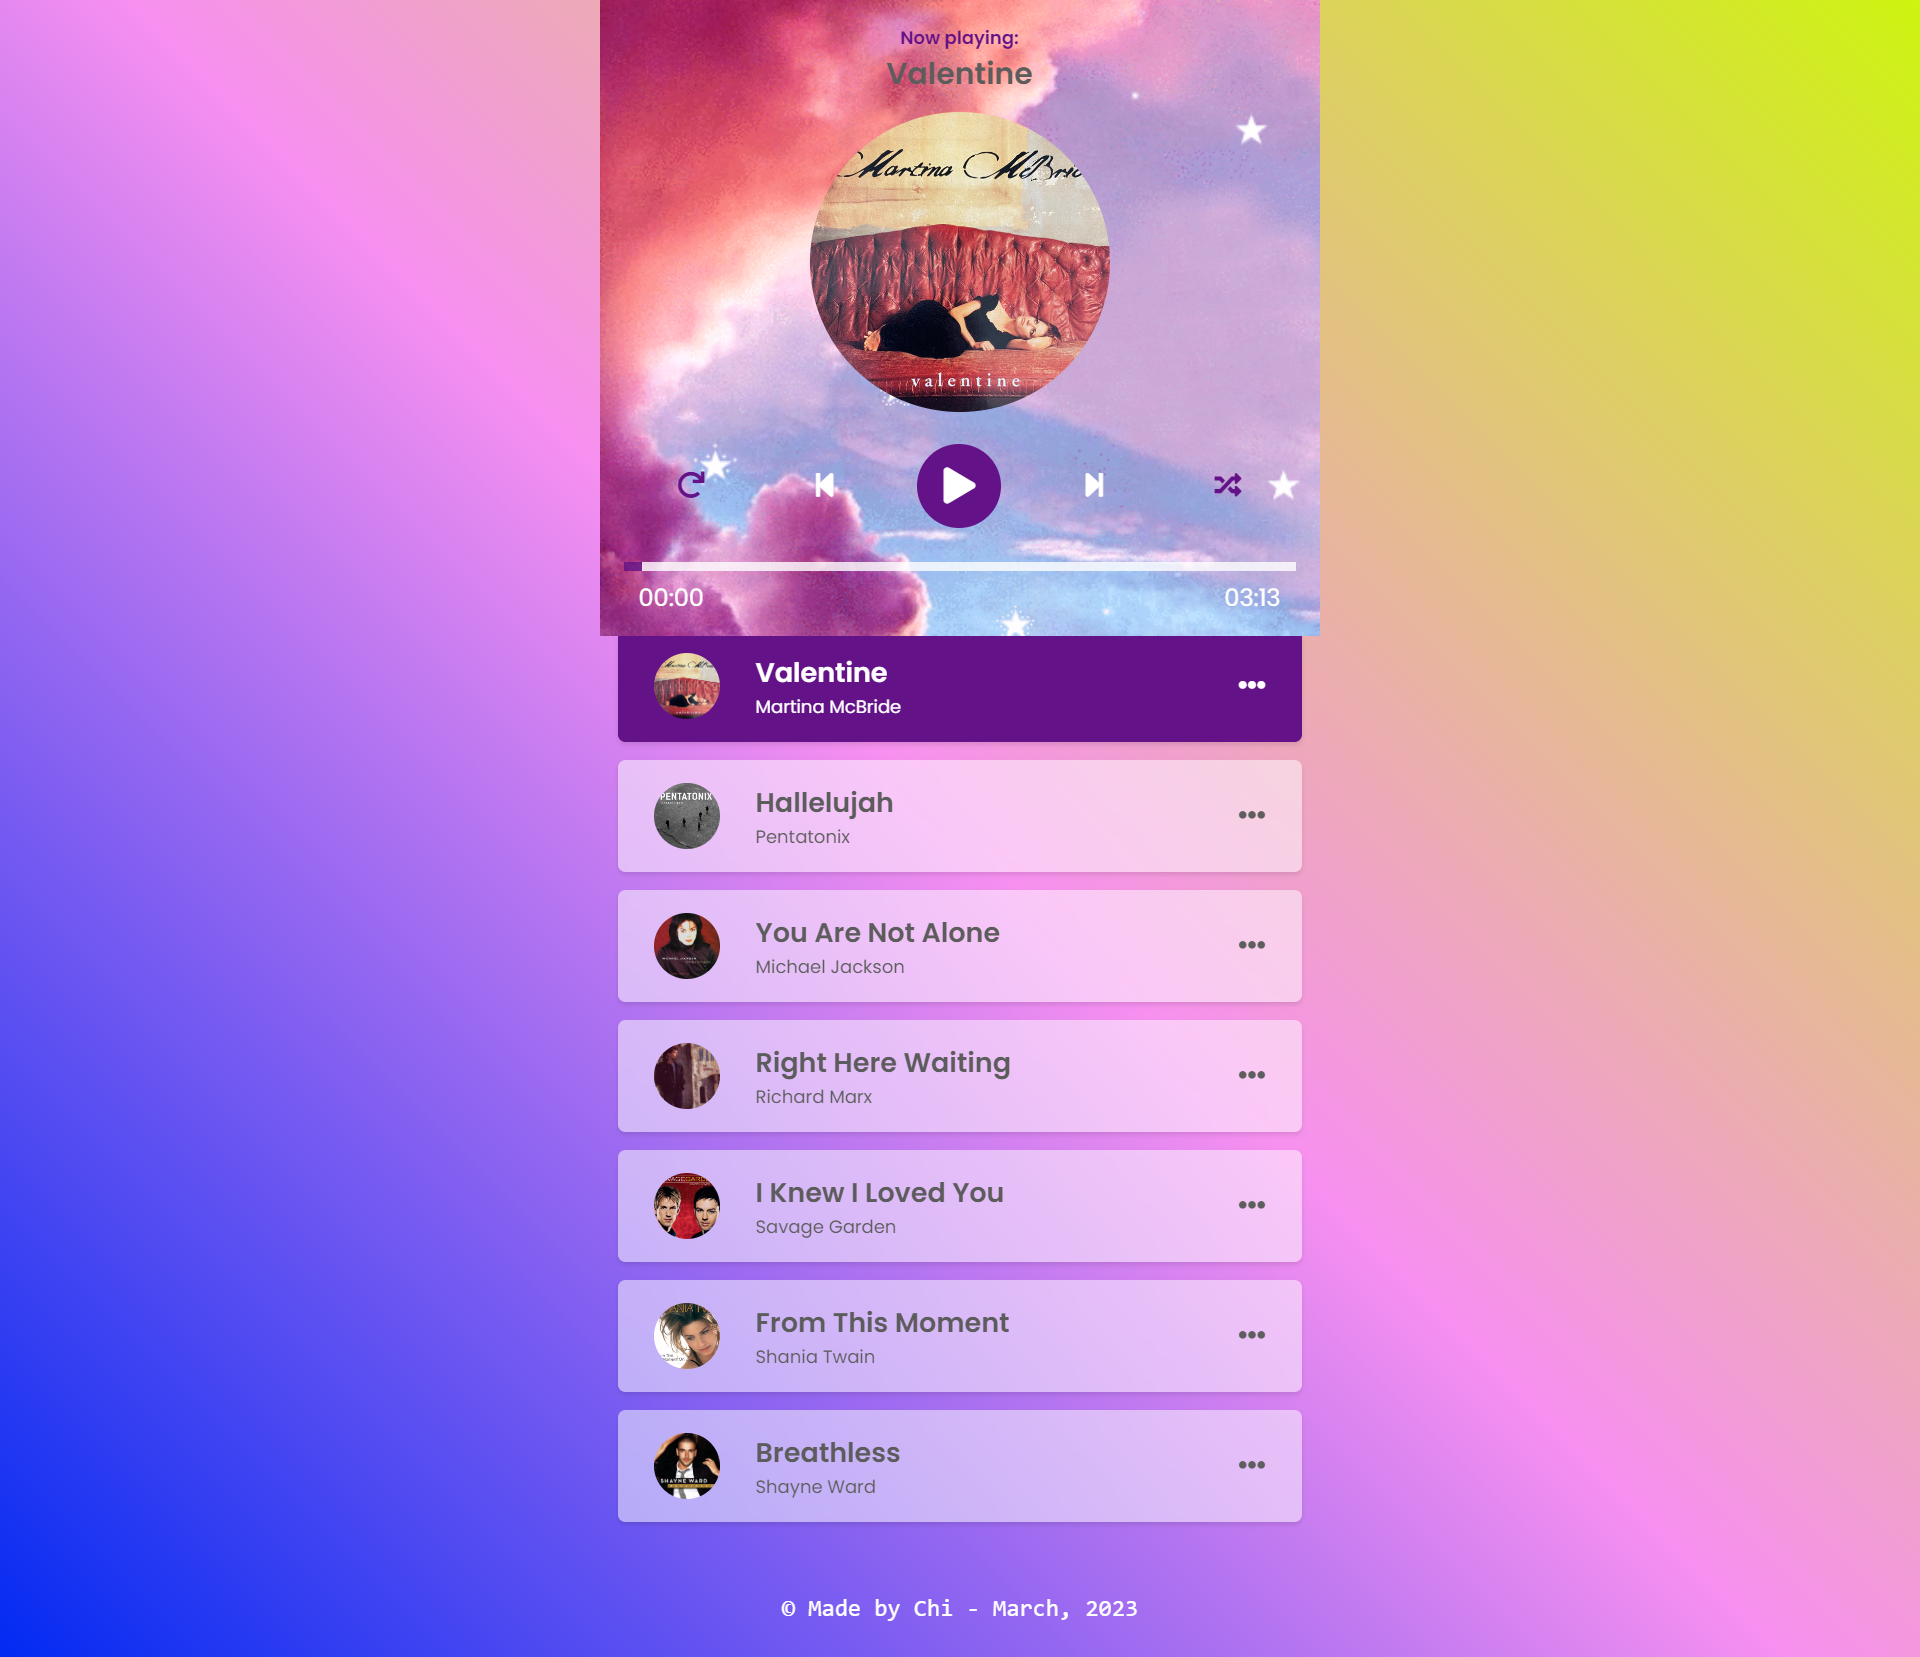 Now playing:
Valentine
Martina McBride
valentine
00:00
03:13
Valentine
Martina McBride
PENTATONIX
Hallelujah
Pentatonix
You Are Not Alone
Michael Jackson
Right Here Waiting
Richard Marx
I Knew I Loved You
Savage Garden
From This Moment
Shania Twain
SHAYNE WARD
Breathless
Shayne Ward
© Made by Chi - March, 2023